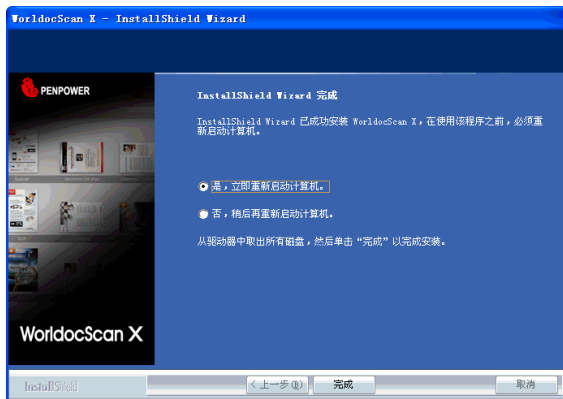 WorldocScan X - InstallShield Wizard
PENPOWER
InstallShield Wizard 完成
InstallShield Wizard 已成功安装 WorldocScan X，在使用该程序之前，必须重
新启动计算机。
是，立即重新启动计算机。
否，稍后再重新启动计算机。
从驱动器中取出所有磁盘，然后单击“完成”以完成安装。
WorldocScan X
InstallShield
<上一步(B)
完成
取消